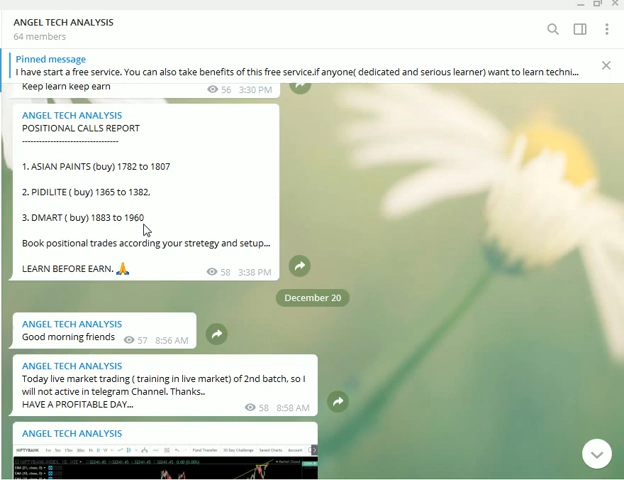 ANGEL TECH ANALYSIS
64 members
Pinned message
I have start a free service. You can also take benefits of this free service.if anyone( dedicated and serious learner) want to learn techni...
Keep learn keep earn
56 3:30 PM
ANGEL TECH ANALYSIS
POSITIONAL CALLS REPORT
---------------------------------
1. ASIAN PAINTS (buy) 1782 to 1807
2. PIDILITE ( buy) 1365 to 1382,
3. DMART ( buy) 1883 to 1960
Book positional trades according your stretegy and setup...
LEARN BEFORE EARN. 🙏
58 3:38 PM
December 20
ANGEL TECH ANALYSIS
Good morning friends
57 8:56 AM
ANGEL TECH ANALYSIS
Today live market trading ( training in live market) of 2nd batch, so I
will not active in telegram Channel. Thanks..
HAVE A PROFITABLE DAY...
58 8:58 AM
ANGEL TECH ANALYSIS